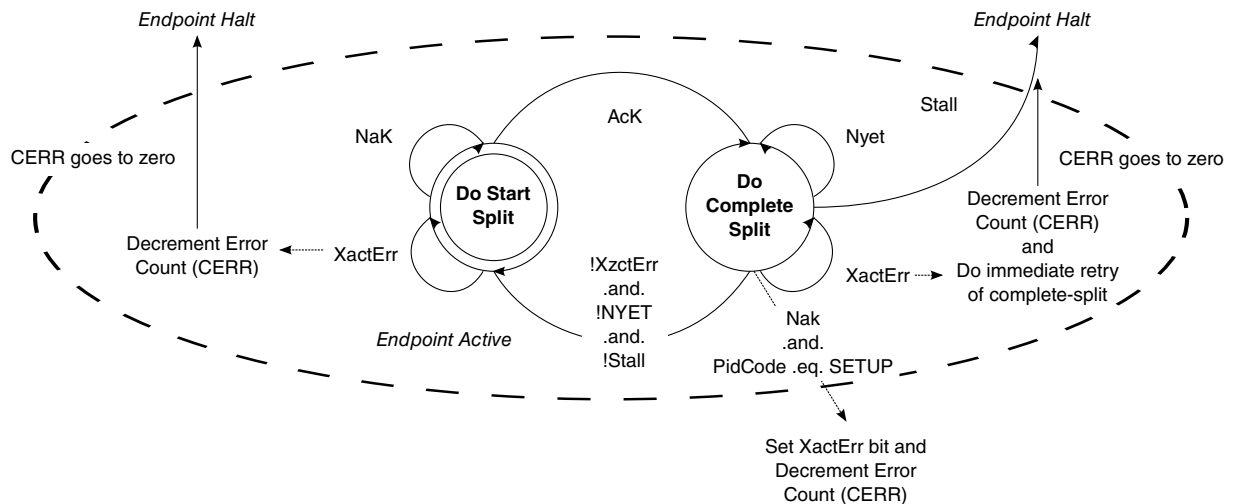 Endpoint Halt
Endpoint Halt
AcK
Stall
NaK
Nyet
CERR goes to zero
CERR goes to zero
Do Start
Split
Do
Complete
Split
Decrement Error
Count (CERR)
XactErr
Decrement Error
Count (CERR)
and
Do immediate retry
of complete-split
XactErr
!XzctErr
.and.
!NYET
.and.
!Stall
Endpoint Active
Nak
.and.
PidCode .eq. SETUP
Set XactErr bit and
Decrement Error
Count (CERR)